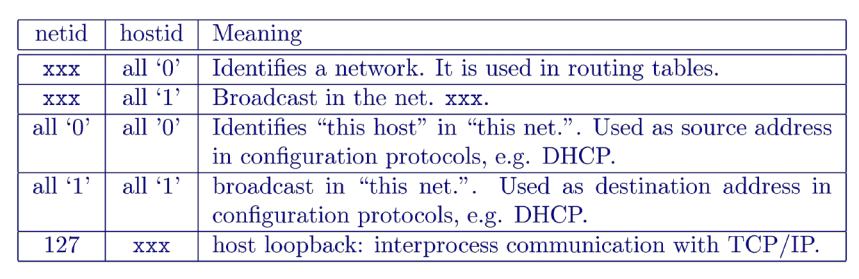 netid hostid Meaning
xxx all ‘0’ Identifies a network. It is used in routing tables.
xxx all ‘1’ Broadcast in the net. xxx.
all ‘0’ all ’0’ Identifies “this host” in “this net.”. Used as source address
in configuration protocols, e.g. DHCP.
all ‘1’ all ‘1’ broadcast in “this net.”. Used as destination address in
configuration protocols, e.g. DHCP.
127 xxx host loopback: interprocess communication with TCP/IP.